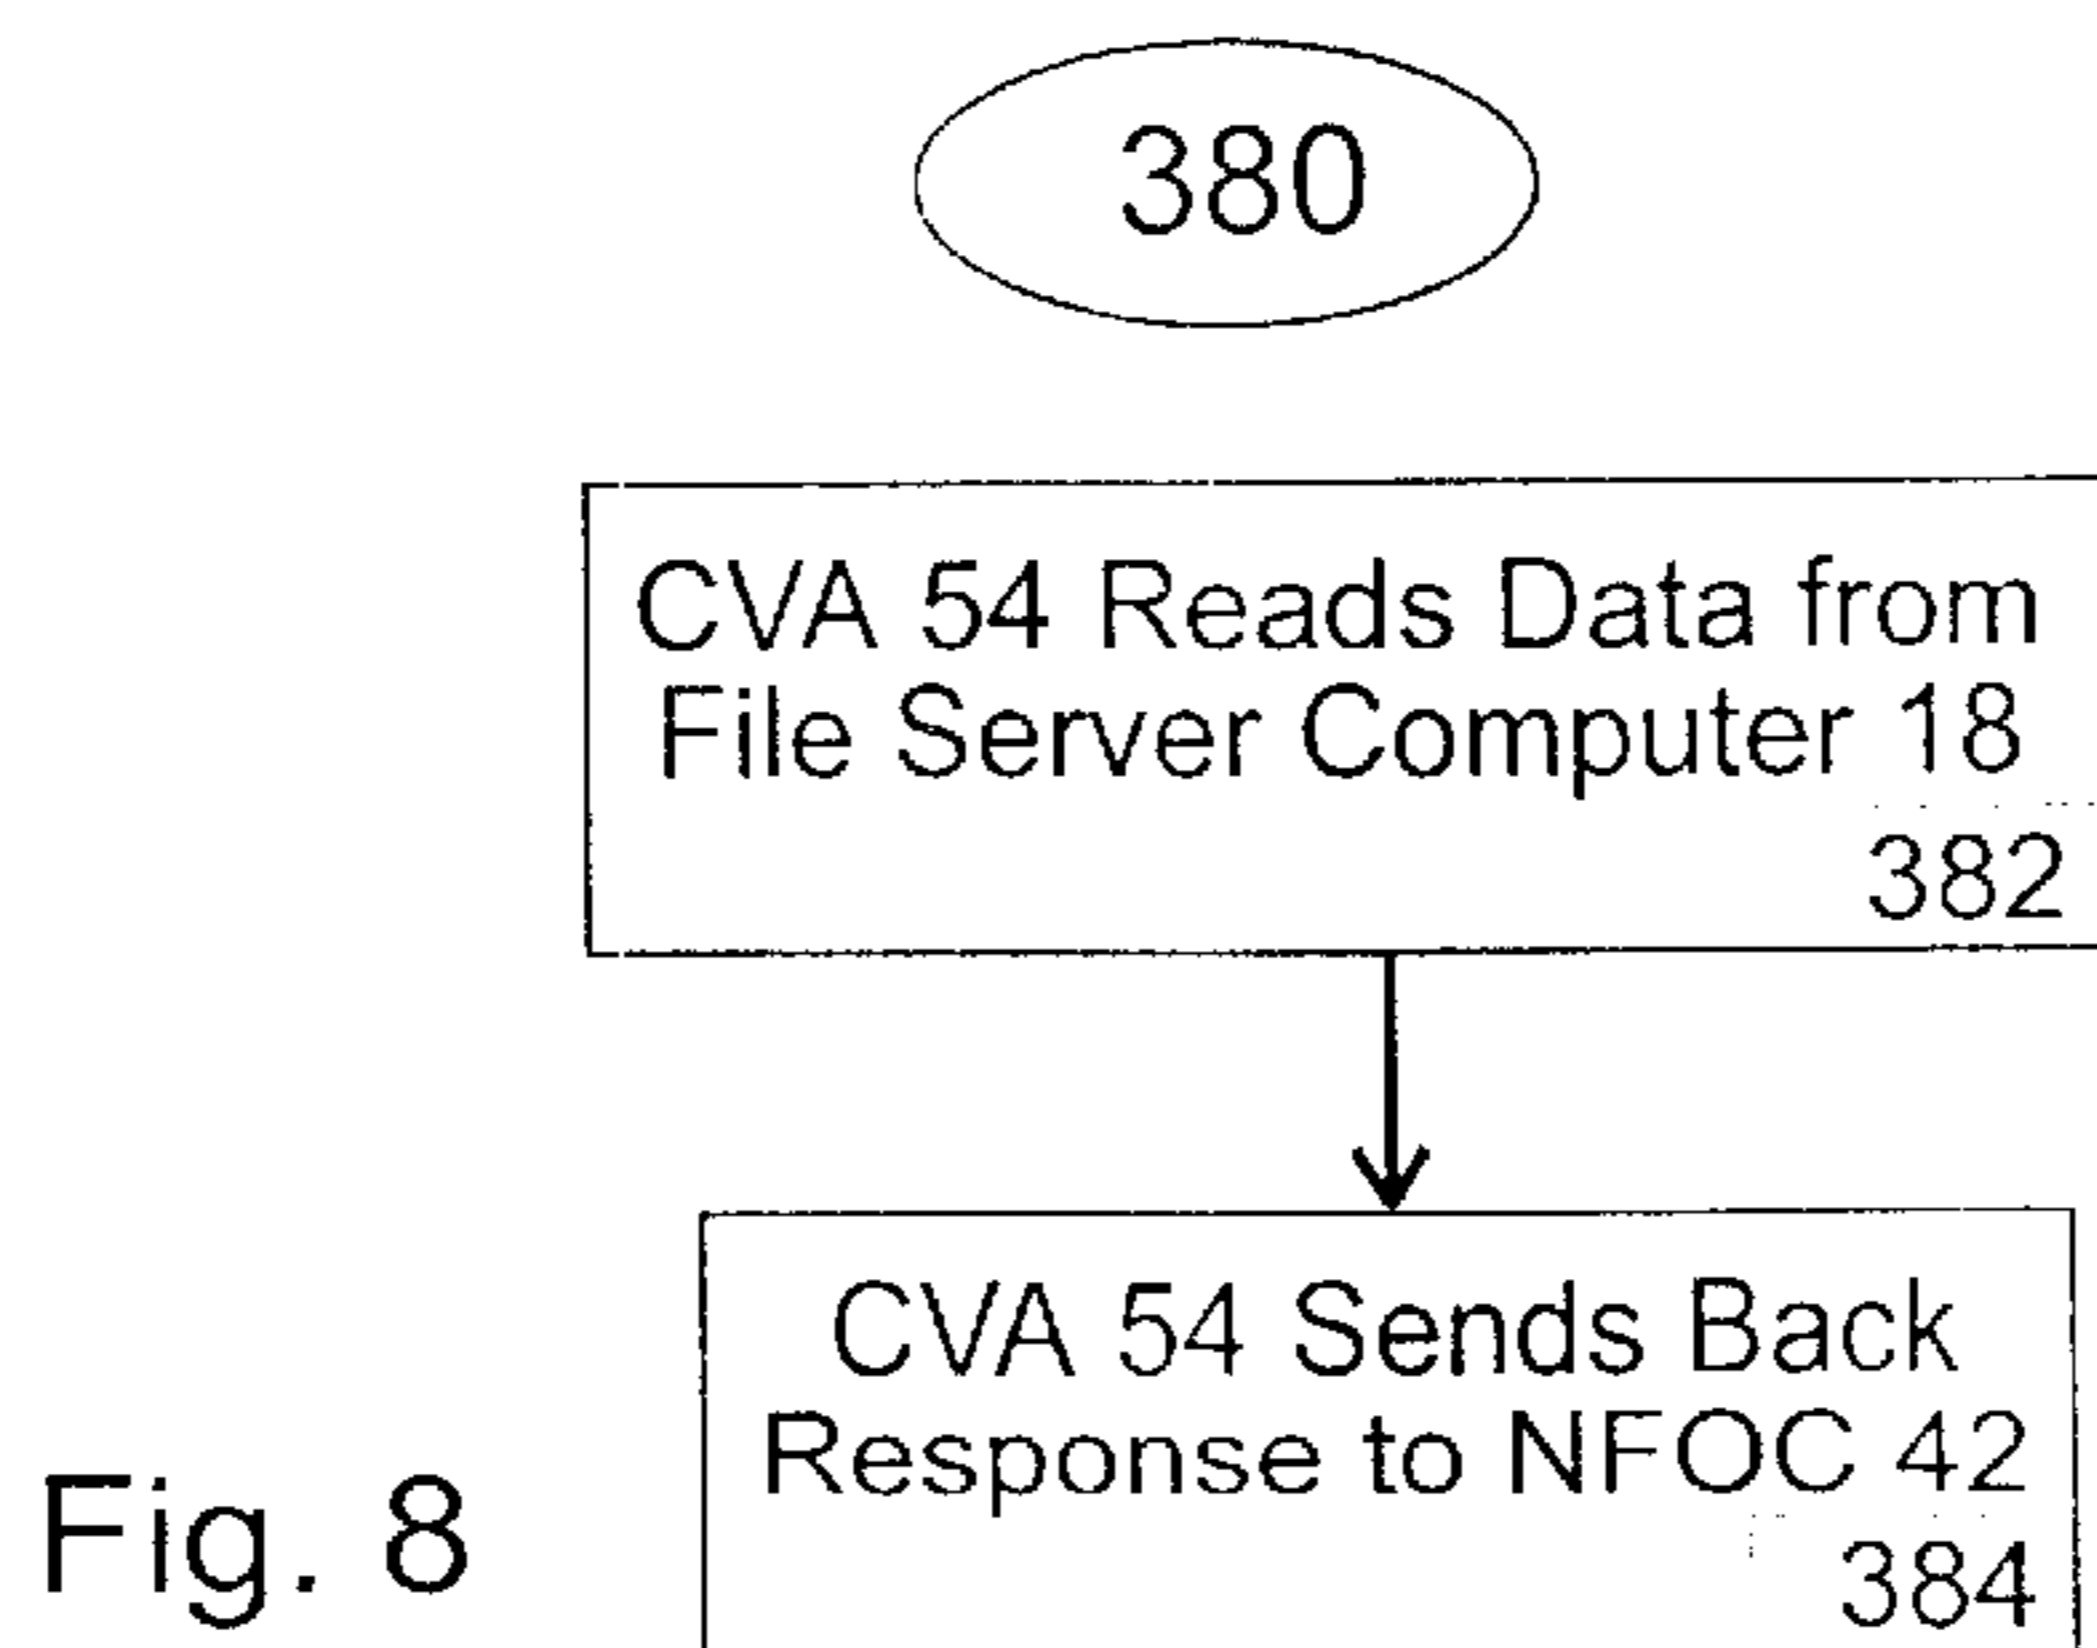 380
CVA 54 Reads Data from
File Server Computer 18
382
CVA 54 Sends Back
Response to NFOC 42
384
Fig. 8